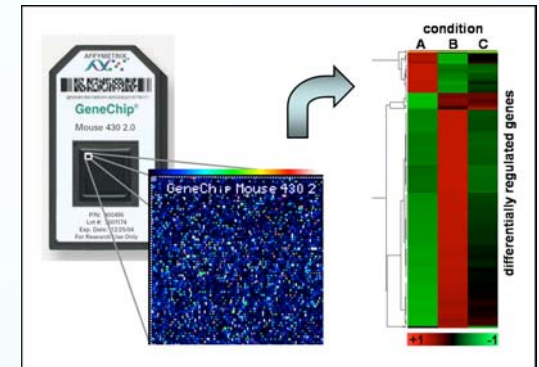 AFFYMETRIX
GeneChip®
Mouse 430 2.0
For Research Use Only
GeneChip Mouse 430 2
condition
A B C
differentially regulated genes
+1 -1